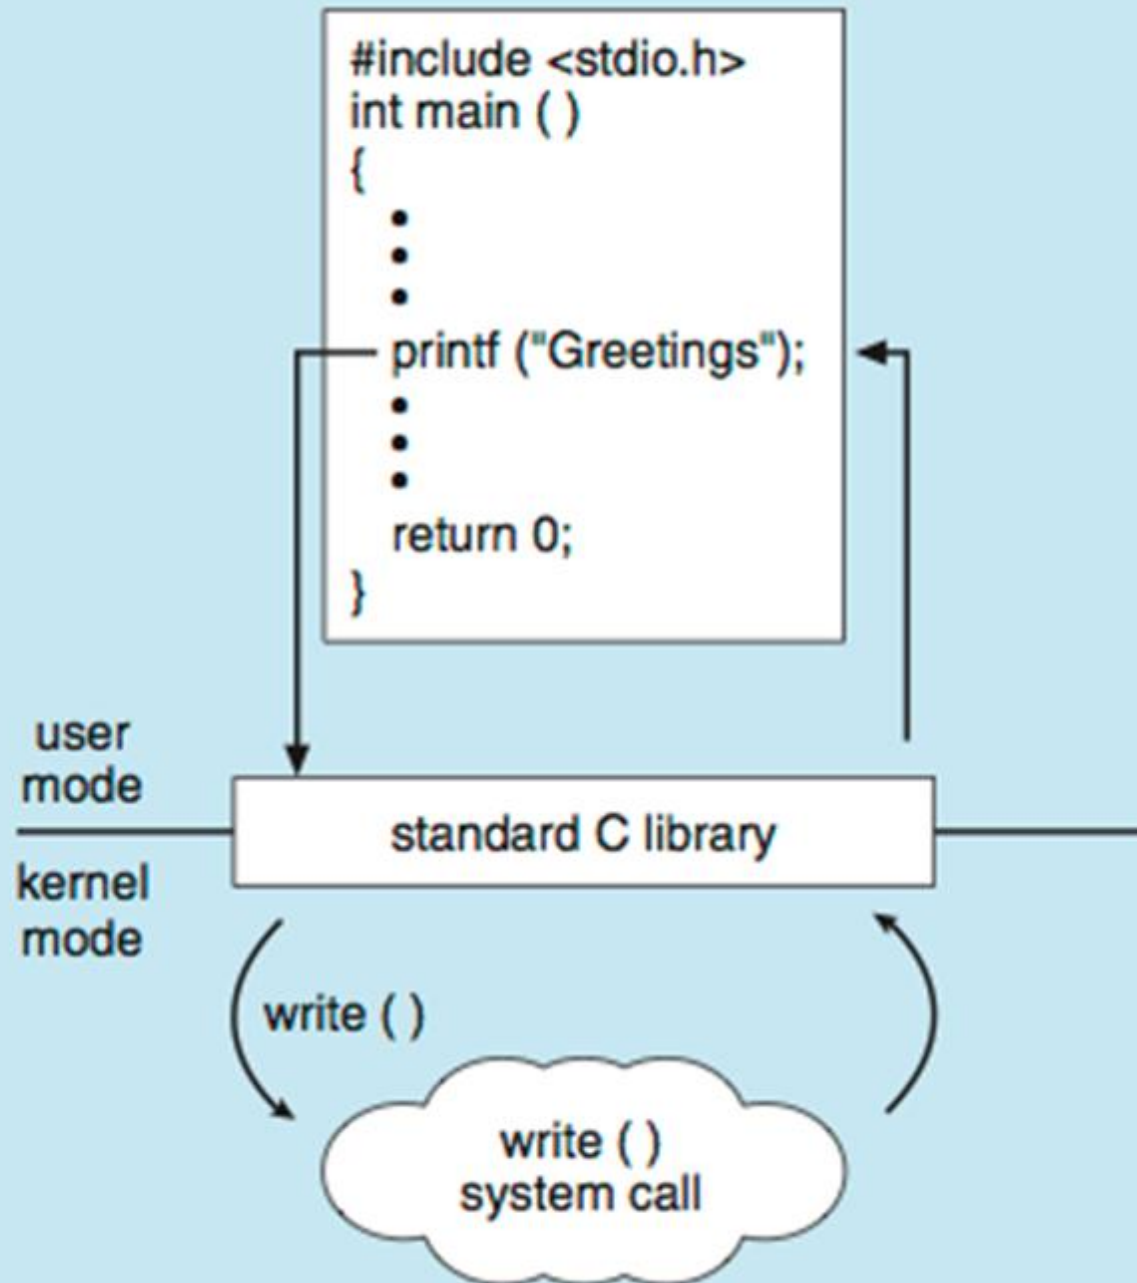 #include <stdio.h>
int main ( )
{
•
•
•
printf ("Greetings");
•
•
•
return 0;
}
user
mode
standard C library
kernel
mode
write ( )
write ( )
system call